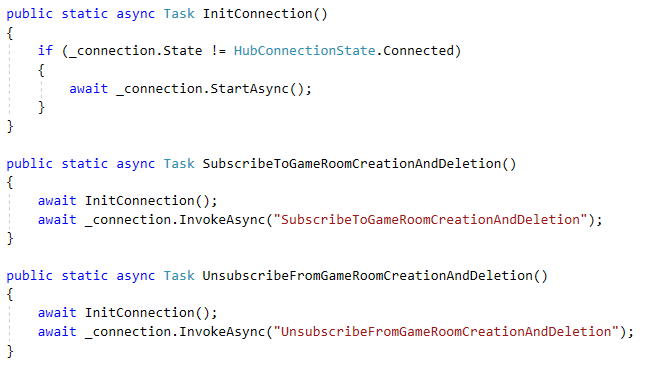 public static async Task InitConnection()
{
    if (_connection.State != HubConnectionState.Connected)
    {
        await _connection.StartAsync();
    }
}

public static async Task SubscribeToGameRoomCreationAndDeletion()
{
    await InitConnection();
    await _connection.InvokeAsync("SubscribeToGameRoomCreationAndDeletion");
}

public static async Task UnsubscribeFromGameRoomCreationAndDeletion()
{
    await InitConnection();
    await _connection.InvokeAsync("UnsubscribeFromGameRoomCreationAndDeletion");
}